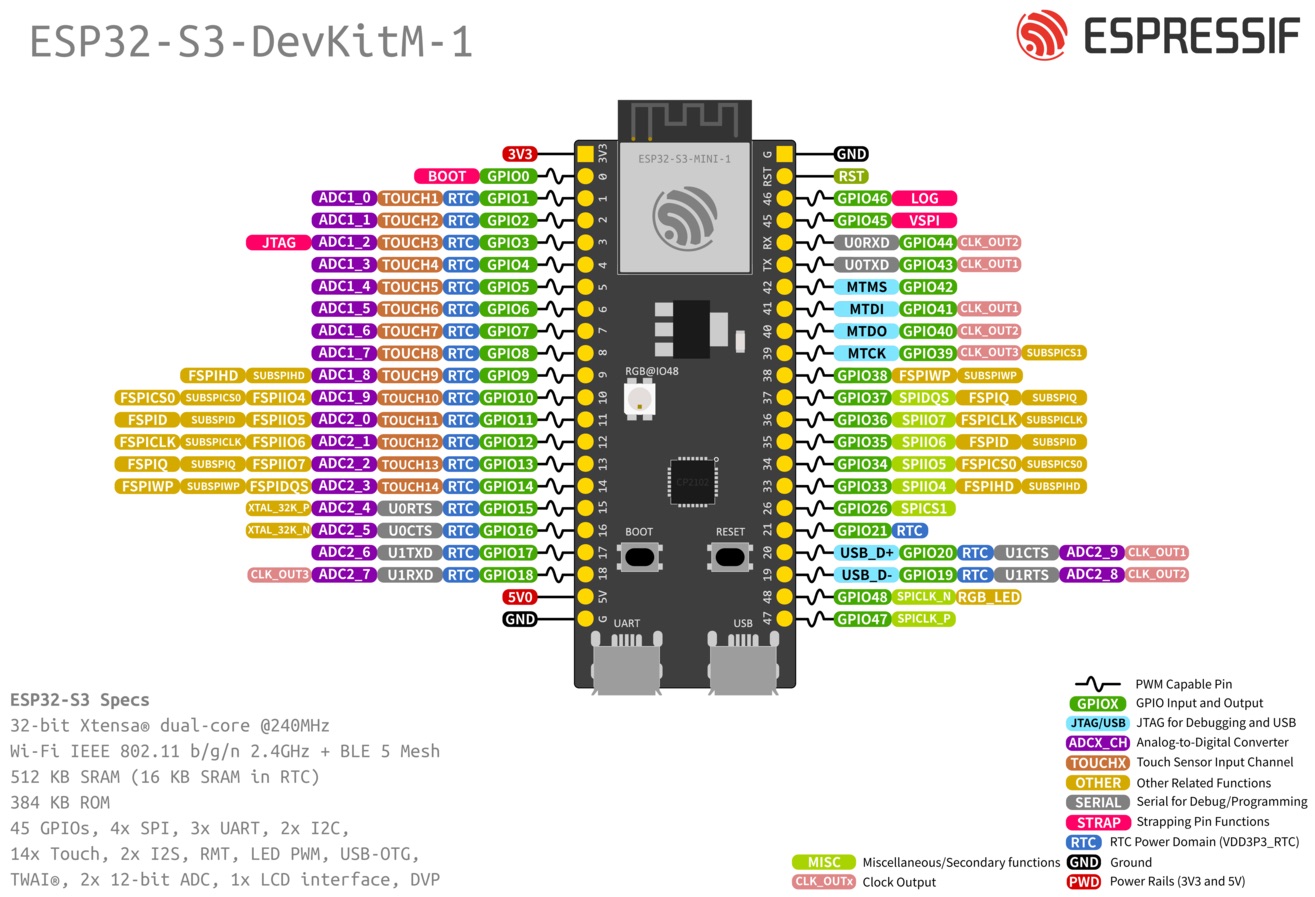 ESP32-S3-DevKitM-1
ESPRESSIF
ESP32-S3-MINI-1
3V3 3V3 G GND
BOOT GPIO0 0 RST RST
ADC1_0 TOUCH1 RTC GPIO1 1 46 GPIO46 LOG
ADC1_1 TOUCH2 RTC GPIO2 2 45 GPIO45 VSPI
JTAG ADC1_2 TOUCH3 RTC GPIO3 3 RX U0RXD GPIO44 CLK_OUT2
ADC1_3 TOUCH4 RTC GPIO4 4 TX U0TXD GPIO43 CLK_OUT1
ADC1_4 TOUCH5 RTC GPIO5 5 42 MTMS GPIO42
ADC1_5 TOUCH6 RTC GPIO6 6 41 MTDI GPIO41 CLK_OUT1
ADC1_6 TOUCH7 RTC GPIO7 7 40 MTDO GPIO40 CLK_OUT2
ADC1_7 TOUCH8 RTC GPIO8 8 39 MTCK GPIO39 CLK_OUT3 SUBSPICS1
RGB@IO48
FSPIHD SUBSPIHD ADC1_8 TOUCH9 RTC GPIO9 9 38 GPIO38 FSPIWP SUBSPIWP
FSPICS0 SUBSPICS0 FSPIIO4 ADC1_9 TOUCH10 RTC GPIO10 10 37 GPIO37 SPIDQS FSPIQ SUBSPIQ
FSPID SUBSPID FSPIIO5 ADC2_0 TOUCH11 RTC GPIO11 11 36 GPIO36 SPIIO7 FSPICLK SUBSPICLK
FSPICLK SUBSPICLK FSPIIO6 ADC2_1 TOUCH12 RTC GPIO12 12 35 GPIO35 SPIIO6 FSPID SUBSPID
FSPIQ SUBSPIQ FSPIIO7 ADC2_2 TOUCH13 RTC GPIO13 13 34 GPIO34 SPIIO5 FSPICS0 SUBSPICS0
CP2102
FSPIWP SUBSPIWP FSPIDQS ADC2_3 TOUCH14 RTC GPIO14 14 33 GPIO33 SPIIO4 FSPIHD SUBSPIHD
XTAL_32K_P ADC2_4 U0RTS RTC GPIO15 15 26 GPIO26 SPICS1
XTAL_32K_N ADC2_5 U0CTS RTC GPIO16 16 BOOT RESET 21 GPIO21 RTC
ADC2_6 U1TXD RTC GPIO17 17 20 USB_D+ GPIO20 RTC U1CTS ADC2_9 CLK_OUT1
CLK_OUT3 ADC2_7 U1RXD RTC GPIO18 18 19 USB_D- GPIO19 RTC U1RTS ADC2_8 CLK_OUT2
5V0 5V 48 GPIO48 SPICLK_N RGB_LED
GND G UART USB 47 GPIO47 SPICLK_P
ESP32-S3 Specs
32-bit Xtensa® dual-core @240MHz
Wi-Fi IEEE 802.11 b/g/n 2.4GHz + BLE 5 Mesh
512 KB SRAM (16 KB SRAM in RTC)
384 KB ROM
45 GPIOs, 4x SPI, 3x UART, 2x I2C,
14x Touch, 2x I2S, RMT, LED PWM, USB-OTG,
TWAI®, 2x 12-bit ADC, 1x LCD interface, DVP
PWM Capable Pin
GPIOX GPIO Input and Output
JTAG/USB JTAG for Debugging and USB
ADCX_CH Analog-to-Digital Converter
TOUCHX Touch Sensor Input Channel
OTHER Other Related Functions
SERIAL Serial for Debug/Programming
STRAP Strapping Pin Functions
RTC RTC Power Domain (VDD3P3_RTC)
MISC Miscellaneous/Secondary functions GND Ground
CLK_OUTx Clock Output PWD Power Rails (3V3 and 5V)